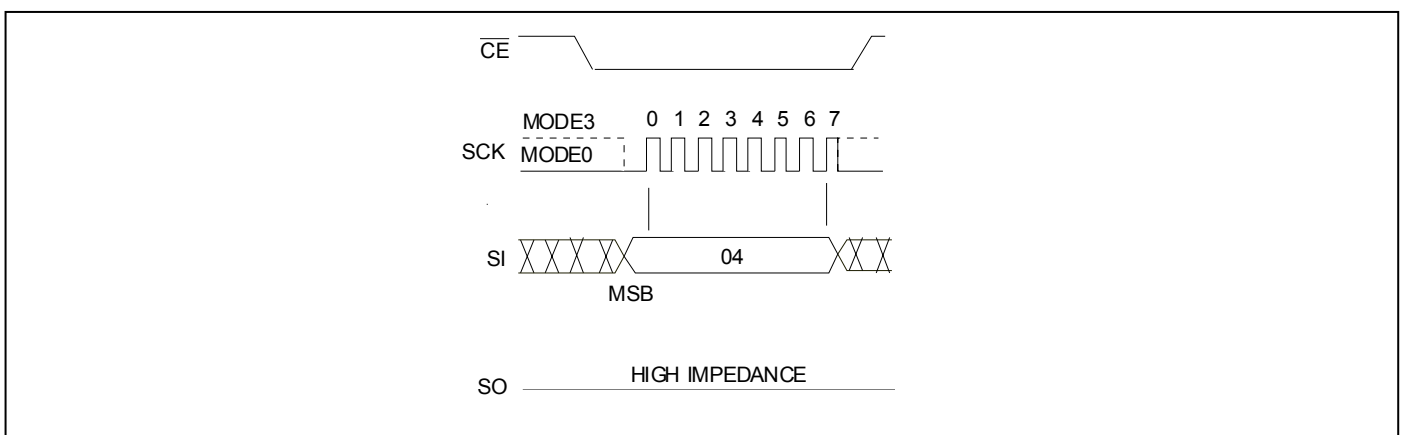 CE
MODE3
0 1 2 3 4 5 6 7
SCK MODE0
SI 04
MSB
SO HIGH IMPEDANCE